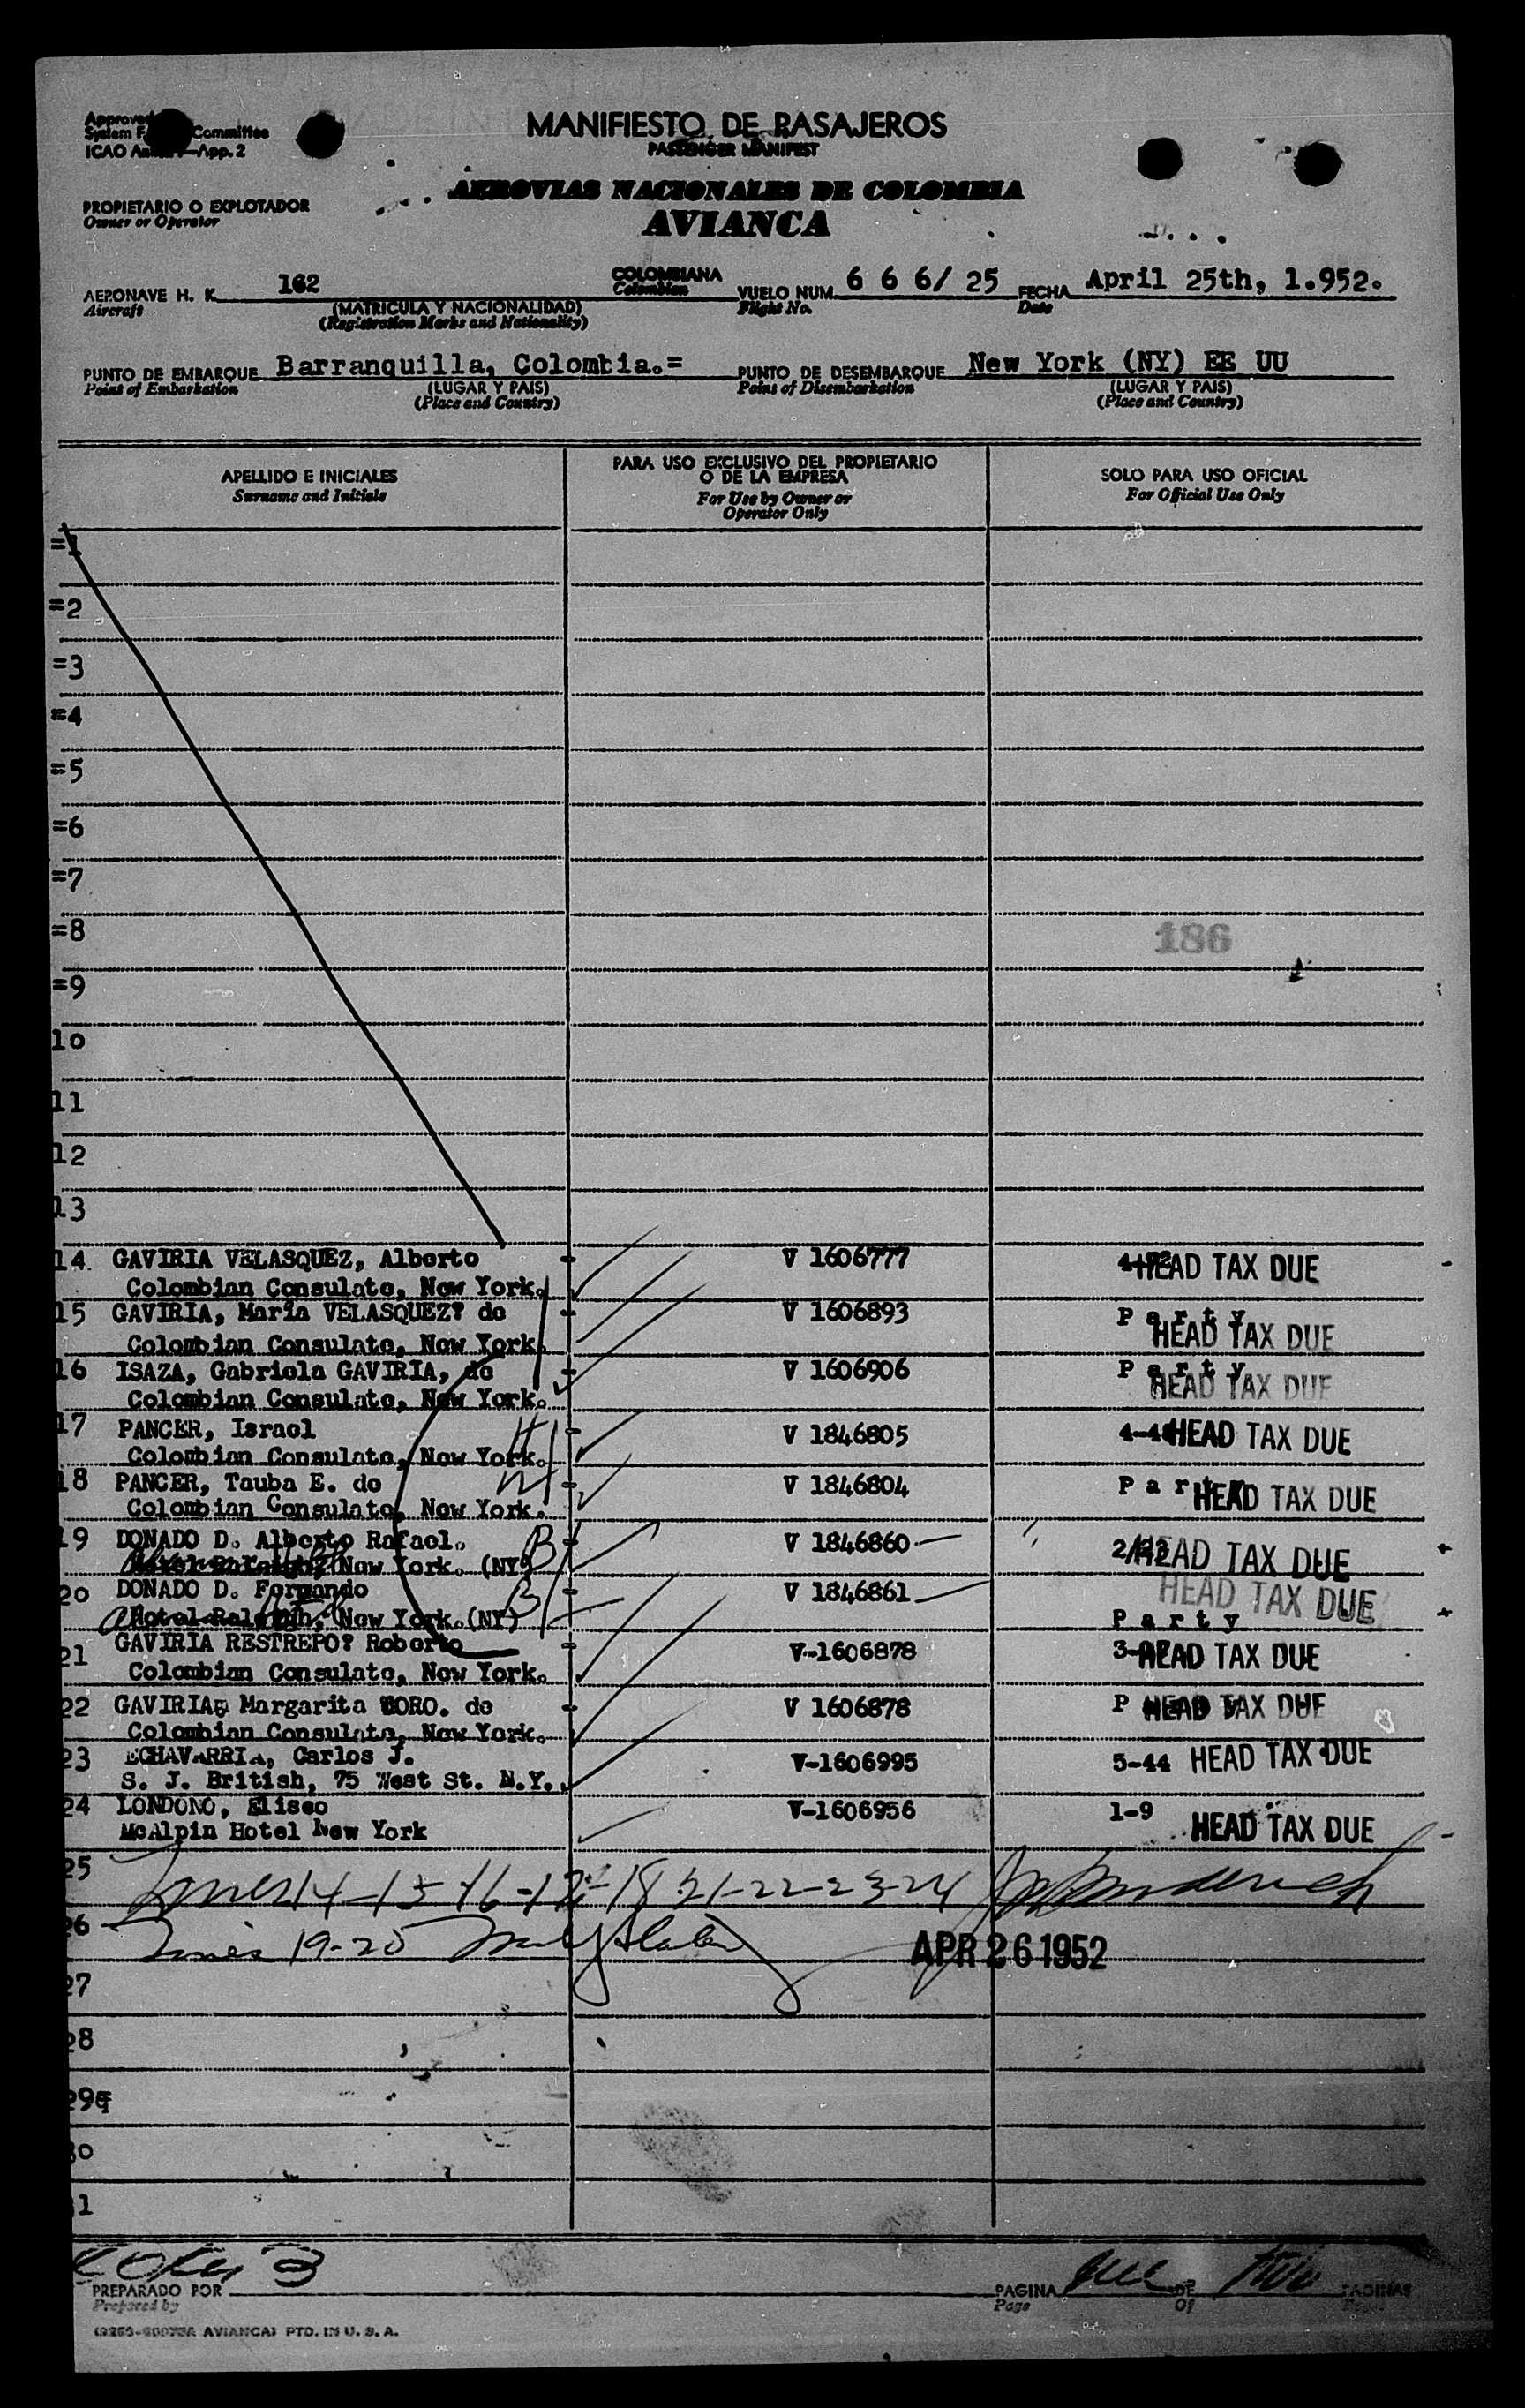 Approved
System F Committee
ICAO An —App. 2
MANIFIESTO DE PASAJEROS
PASSENGER MANIFEST
AEROVIAS NACIONALES DE COLOMBIA
AVIANCA
PROPIETARIO O EXPLOTADOR
Owner or Operator
AERONAVE H. K. 162 COLOMBIANA VUELO NUM. 6 6 6/ 25 FECHA April 25th, 1.952.
Aircraft (MATRICULA Y NACIONALIDAD) Colombian Flight No. Date
(Registration Marks and Nationality)
PUNTO DE EMBARQUE Barranquilla, Colombia.= PUNTO DE DESEMBARQUE New York (NY) EE UU
Point of Embarkation (LUGAR Y PAIS) Point of Disembarkation (LUGAR Y PAIS)
(Place and Country) (Place and Country)
APELLIDO E INICIALES PARA USO EXCLUSIVO DEL PROPIETARIO O DE LA EMPRESA SOLO PARA USO OFICIAL
Surname and Initials For Use by Owner or Operator Only For Official Use Only
=1
=2
=3
=4
=5
=6
=7
=8 186
=9
10
11
12
13
14. GAVIRIA VELASQUEZ, Alberto V 1606777 HEAD TAX DUE
Colombian Consulate, New York.
15 GAVIRIA, María VELASQUEZ? de V 1606893 P a r t y
Colombian Consulate, New York. HEAD TAX DUE
16 ISAZA, Gabriela GAVIRIA, de V 1606906 P a r t y
Colombian Consulate, New York. HEAD TAX DUE
17 PANCER, Israel V 1846805 HEAD TAX DUE
Colombian Consulate, New York.
18 PANCER, Tauba E. de V 1846804 P a r t y HEAD TAX DUE
Colombian Consulate, New York.
19 DONADO D. Alberto Rafael. B V 1846860 HEAD TAX DUE
New York. (NY)
20 DONADO D. Fernando B V 1846861 HEAD TAX DUE
Hotel Raleigh, New York.(NY) P a r t y
21 GAVIRIA RESTREPO? Roberto V-1606878 HEAD TAX DUE
Colombian Consulate, New York.
22 GAVIRIA, Margarita TORO. de V 1606878 P HEAD TAX DUE
Colombian Consulate, New York.
23 ECHAVARRIA, Carlos J. V-1606995 5-44 HEAD TAX DUE
S. J. British, 75 West St. N.Y.
24 LONDONO, Eliseo V-1606956 1-9 HEAD TAX DUE
McAlpin Hotel New York
25 Lines 14-15-16-17-18-21-22-23-24
26 Lines 19-20
APR 26 1952
27
28
29
30
31
PREPARADO POR PAGINA DE two PAGINAS
Prepared by Page Of
AVIANCA) PTD. IN U. S. A.